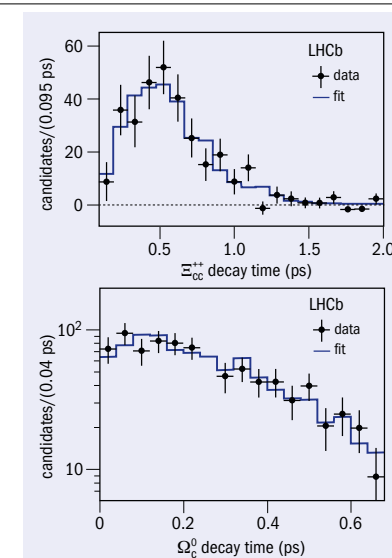 candidates/(0.095 ps)
60
40
20
0
LHCb
data
fit
0.5
1.0
1.5
2.0
Ξcc++ decay time (ps)
candidates/(0.04 ps)
10²
10
LHCb
data
fit
0
0.2
0.4
0.6
Ωc0 decay time (ps)